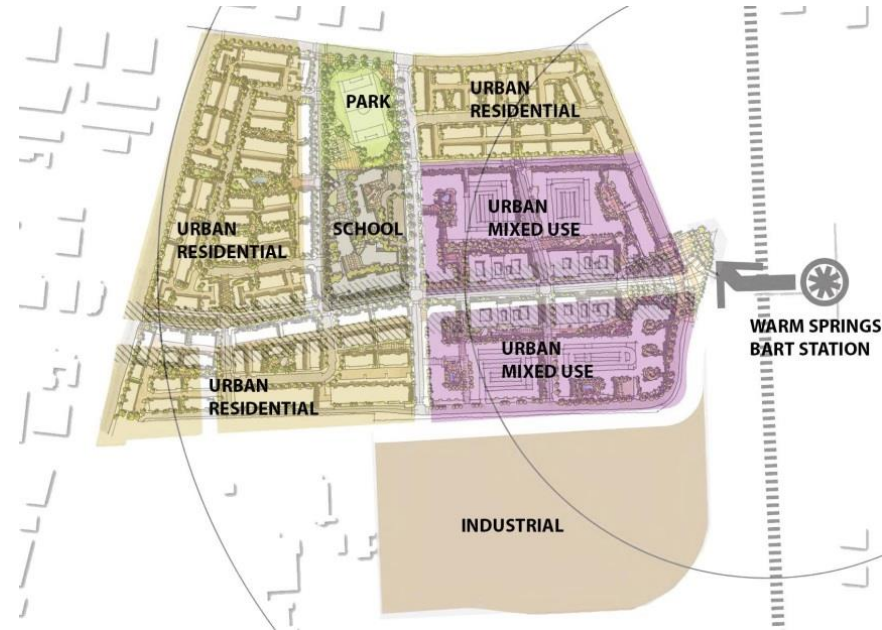 PARK
URBAN
RESIDENTIAL
URBAN
RESIDENTIAL
SCHOOL
URBAN
MIXED USE
WARM SPRINGS
BART STATION
URBAN
MIXED USE
URBAN
RESIDENTIAL
INDUSTRIAL